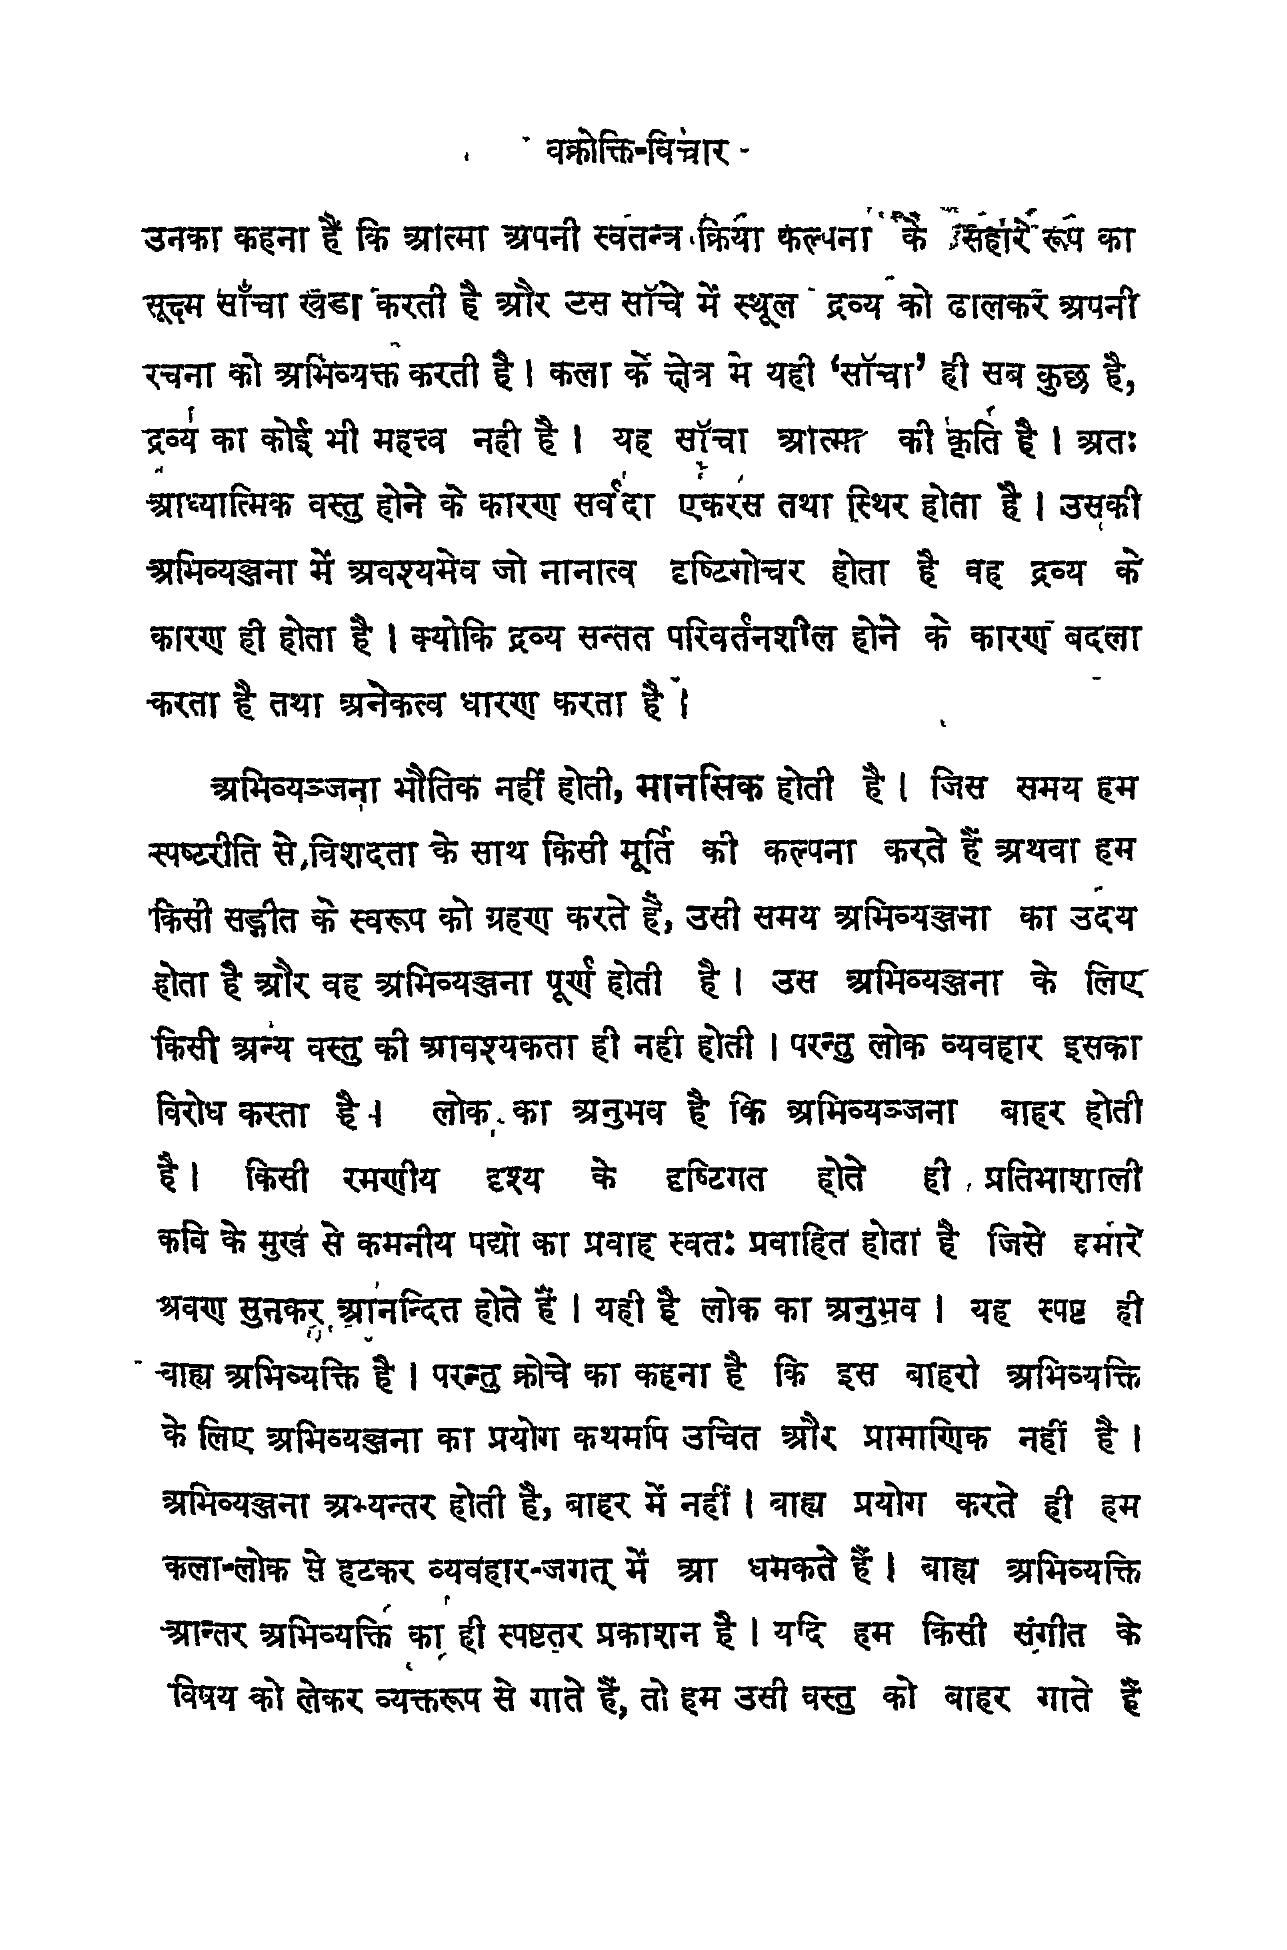 वक्रोक्ति-विचार
उनका कहना है कि आत्मा अपनी स्वतन्त्र क्रिया कल्पना के सहारे रूप का
सूक्ष्म साँचा खडा करती है और उस साॅचे में स्थूल द्रव्य को ढालकर अपनी
रचना को अभिव्यक्त करती है। कला के क्षेत्र मे यही ‘साॅचा’ ही सब कुछ है,
द्रव्य का कोई भी महत्त्व नही है। यह साॅचा आत्मा की कृति है। अतः
आध्यात्मिक वस्तु होने के कारण सर्वदा एकरस तथा स्थिर होता है। उसकी
अभिव्यञ्जना में अवश्यमेव जो नानात्व दृष्टिगोचर होता है वह द्रव्य के
कारण ही होता है। क्योकि द्रव्य सन्तत परिवर्तनशील होने के कारण बदला
करता है तथा अनेकत्व धारण करता है।
अभिव्यञ्जना भौतिक नहीं होती, मानसिक होती है। जिस समय हम
स्पष्टरीति से, विशदता के साथ किसी मूर्ति की कल्पना करते हैं अथवा हम
किसी सङ्गीत के स्वरूप को ग्रहण करते हैं, उसी समय अभिव्यञ्जना का उदय
होता है और वह अभिव्यञ्जना पूर्ण होती है। उस अभिव्यञ्जना के लिए
किसी अन्य वस्तु की आवश्यकता ही नही होती। परन्तु लोक व्यवहार इसका
विरोध करता है। लोक का अनुभव है कि अभिव्यञ्जना बाहर होती
है। किसी रमणीय दृश्य के दृष्टिगत होते ही प्रतिभाशाली
कवि के मुख से कमनीय पद्यो का प्रवाह स्वतः प्रवाहित होता है जिसे हमारे
श्रवण सुनकर आनन्दित होते हैं। यही है लोक का अनुभव। यह स्पष्ट ही
बाह्य अभिव्यक्ति है। परन्तु क्रोचे का कहना है कि इस बाहरी अभिव्यक्ति
के लिए अभिव्यञ्जना का प्रयोग कथमपि उचित और प्रामाणिक नहीं है।
अभिव्यञ्जना अभ्यन्तर होती है, बाहर में नहीं। बाह्य प्रयोग करते ही हम
कला-लोक से हटकर व्यवहार-जगत् में आ धमकते हैं। बाह्य अभिव्यक्ति
आन्तर अभिव्यक्ति का ही स्पष्टतर प्रकाशन है। यदि हम किसी संगीत के
विषय को लेकर व्यक्तरूप से गाते हैं, तो हम उसी वस्तु को बाहर गाते हैं